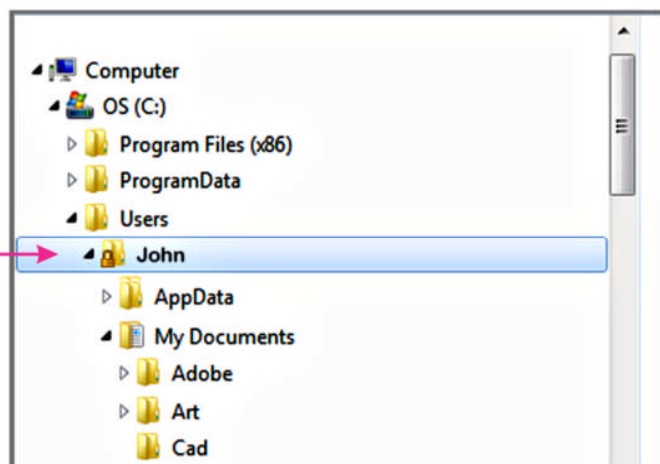 Computer
OS (C:)
Program Files (x86)
ProgramData
Users
John
AppData
My Documents
Adobe
Art
Cad